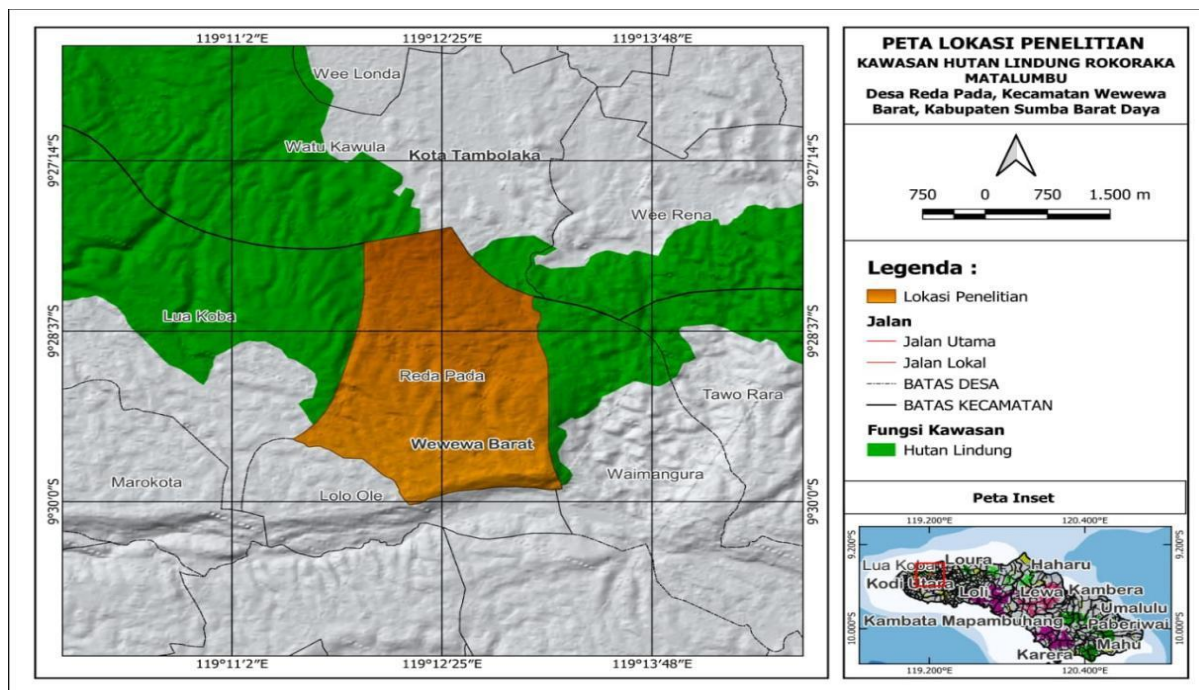 119°11′2″E 119°12′25″E 119°13′48″E
Wee Londa
Watu Kawula
Kota Tambolaka
9°27′14″S 9°27′14″S
Wee Rena
Lua Koba
9°28′37″S 9°28′37″S
Reda Pada
Tawo Rara
Wewewa Barat
Waimangura
Marokota
Lolo Ole
9°30′0″S 9°30′0″S
119°11′2″E 119°12′25″E 119°13′48″E
PETA LOKASI PENELITIAN
KAWASAN HUTAN LINDUNG ROKORAKA
MATALUMBU
Desa Reda Pada, Kecamatan Wewewa
Barat, Kabupaten Sumba Barat Daya
750 0 750 1.500 m
Legenda :
Lokasi Penelitian
Jalan
Jalan Utama
Jalan Lokal
BATAS DESA
BATAS KECAMATAN
Fungsi Kawasan
Hutan Lindung
Peta Inset
119.200°E 120.400°E
9.200°S 9.200°S
Lua Koba Loura Haharu
Kodi Utara Loli Lewa Kambera
Umalulu
Kambata Mapambuhang Paberiwai
10.000°S 10.000°S
Mahu
Karera
119.200°E 120.400°E